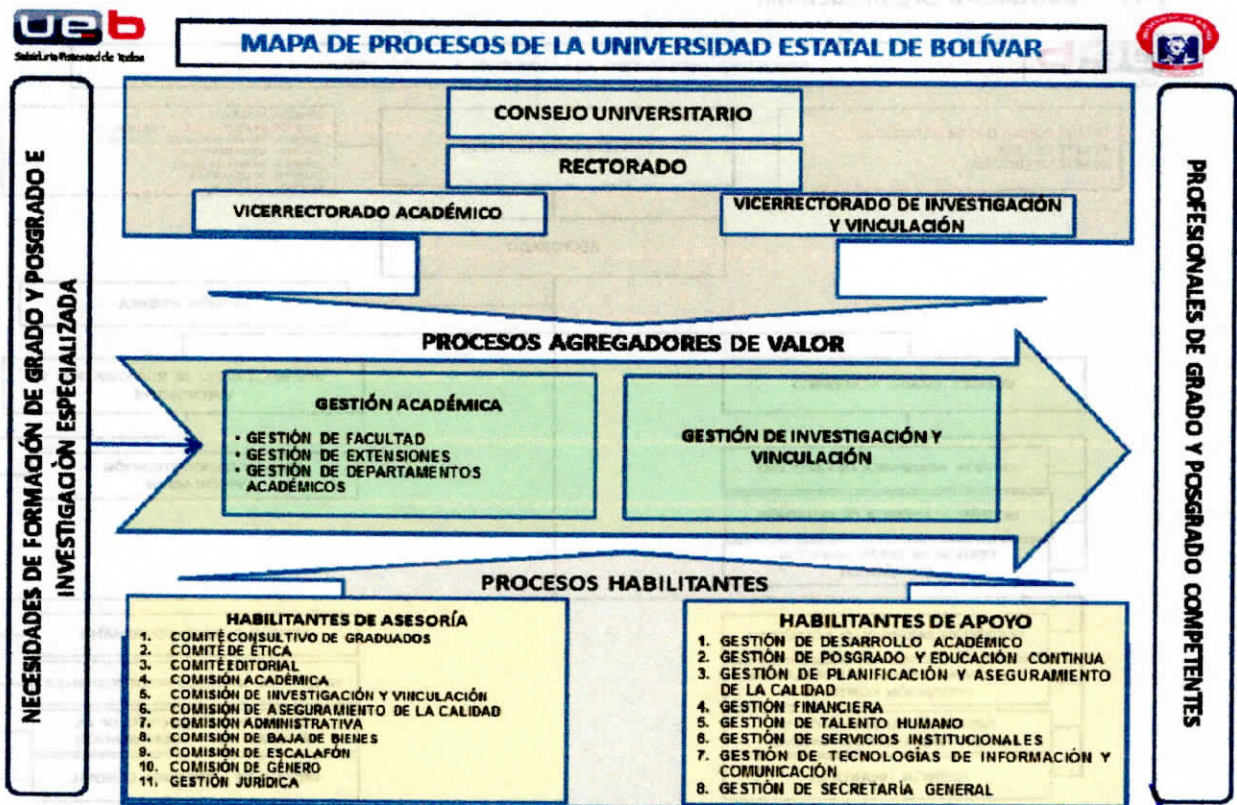 ueb
MAPA DE PROCESOS DE LA UNIVERSIDAD ESTATAL DE BOLÍVAR
NECESIDADES DE FORMACIÓN DE GRADO Y POSGRADO E
INVESTIGACIÓN ESPECIALIZADA
CONSEJO UNIVERSITARIO
RECTORADO
VICERRECTORADO ACADÉMICO
VICERRECTORADO DE INVESTIGACIÓN
Y VINCULACIÓN
PROCESOS AGREGADORES DE VALOR
GESTIÓN ACADÉMICA
• GESTIÓN DE FACULTAD
• GESTIÓN DE EXTENSIONES
• GESTIÓN DE DEPARTAMENTOS
ACADÉMICOS
GESTIÓN DE INVESTIGACIÓN Y
VINCULACIÓN
PROCESOS HABILITANTES
HABILITANTES DE ASESORÍA
1. COMITÉ CONSULTIVO DE GRADUADOS
2. COMITÉ DE ÉTICA
3. COMITÉ EDITORIAL
4. COMISIÓN ACADÉMICA
5. COMISIÓN DE INVESTIGACIÓN Y VINCULACIÓN
6. COMISIÓN DE ASEGURAMIENTO DE LA CALIDAD
7. COMISIÓN ADMINISTRATIVA
8. COMISIÓN DE BAJA DE BIENES
9. COMISIÓN DE ESCALAFÓN
10. COMISIÓN DE GÉNERO
11. GESTIÓN JURÍDICA
HABILITANTES DE APOYO
1. GESTIÓN DE DESARROLLO ACADÉMICO
2. GESTIÓN DE POSGRADO Y EDUCACIÓN CONTINUA
3. GESTIÓN DE PLANIFICACIÓN Y ASEGURAMIENTO
DE LA CALIDAD
4. GESTIÓN FINANCIERA
5. GESTIÓN DE TALENTO HUMANO
6. GESTIÓN DE SERVICIOS INSTITUCIONALES
7. GESTIÓN DE TECNOLOGÍAS DE INFORMACIÓN Y
COMUNICACIÓN
8. GESTIÓN DE SECRETARÍA GENERAL
PROFESIONALES DE GRADO Y POSGRADO COMPETENTES